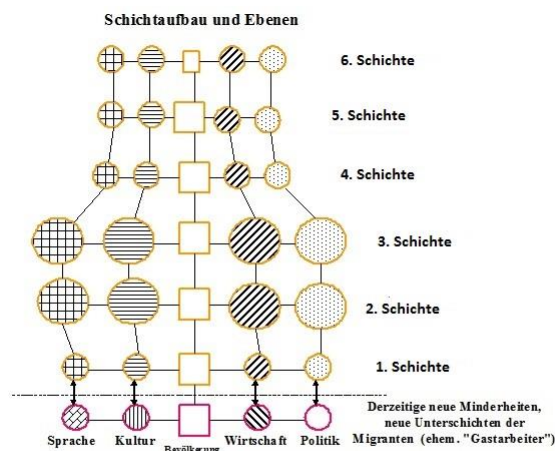 Schichtaufbau und Ebenen
6. Schichte
5. Schichte
4. Schichte
3. Schichte
2. Schichte
1. Schichte
Derzeitige neue Minderheiten,
neue Unterschichten der
Migranten (ehem. "Gastarbeiter")
Sprache Kultur Bevölkerung Wirtschaft Politik